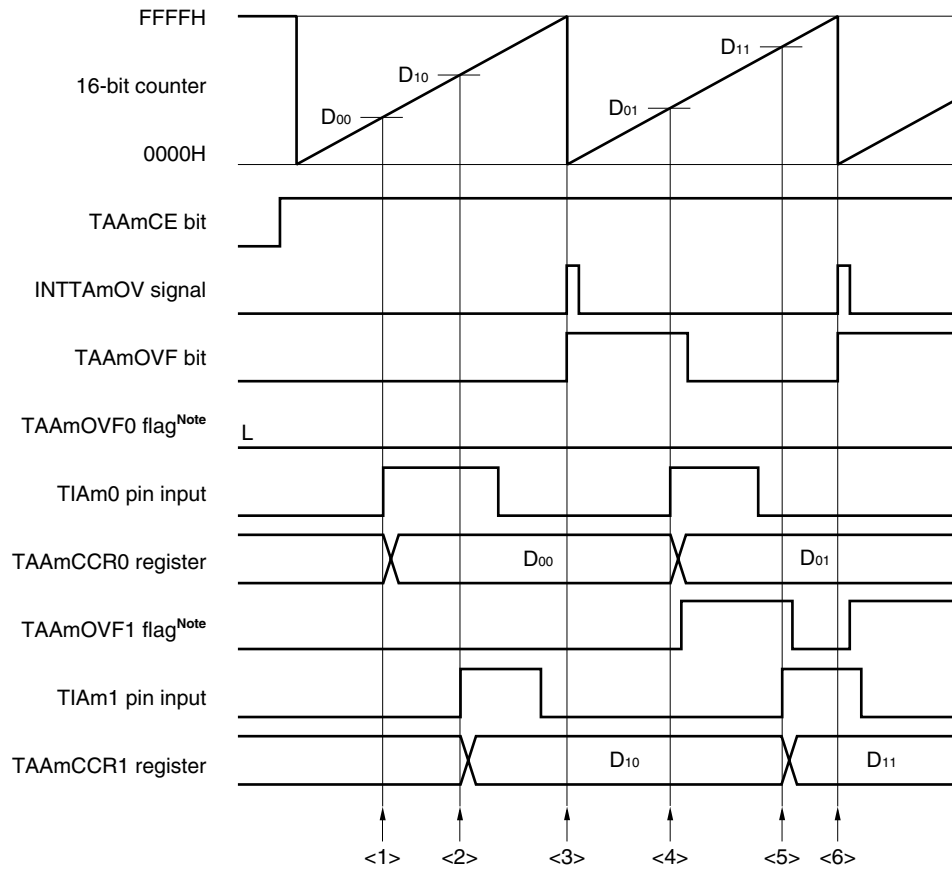 FFFFH
D11
D10
16-bit counter
D01
D00
0000H
TAAmCE bit
INTTAmOV signal
TAAmOVF bit
TAAmOVF0 flagNote
L
TIAm0 pin input
TAAmCCR0 register
D00
D01
TAAmOVF1 flagNote
TIAm1 pin input
TAAmCCR1 register
D10
D11
<1> <2> <3> <4> <5> <6>